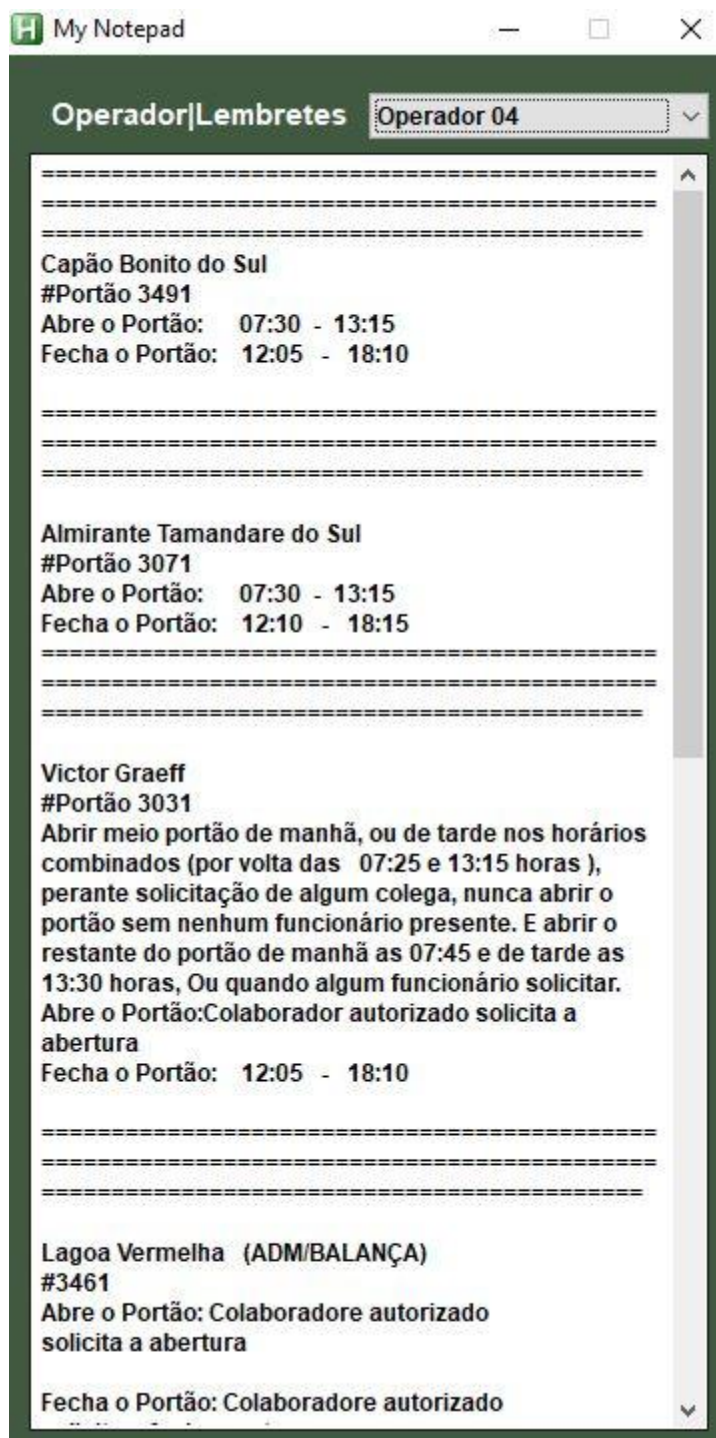 My Notepad
Operador|Lembretes Operador 04
============================================
============================================
===========================================
Capão Bonito do Sul
#Portão 3491
Abre o Portão: 07:30 - 13:15
Fecha o Portão: 12:05 - 18:10
============================================
============================================
===========================================
Almirante Tamandare do Sul
#Portão 3071
Abre o Portão: 07:30 - 13:15
Fecha o Portão: 12:10 - 18:15
============================================
============================================
===========================================
Victor Graeff
#Portão 3031
Abrir meio portão de manhã, ou de tarde nos horários
combinados (por volta das 07:25 e 13:15 horas ),
perante solicitação de algum colega, nunca abrir o
portão sem nenhum funcionário presente. E abrir o
restante do portão de manhã as 07:45 e de tarde as
13:30 horas, Ou quando algum funcionário solicitar.
Abre o Portão:Colaborador autorizado solicita a
abertura
Fecha o Portão: 12:05 - 18:10
============================================
============================================
===========================================
Lagoa Vermelha (ADM/BALANÇA)
#3461
Abre o Portão: Colaboradore autorizado
solicita a abertura
Fecha o Portão: Colaboradore autorizado